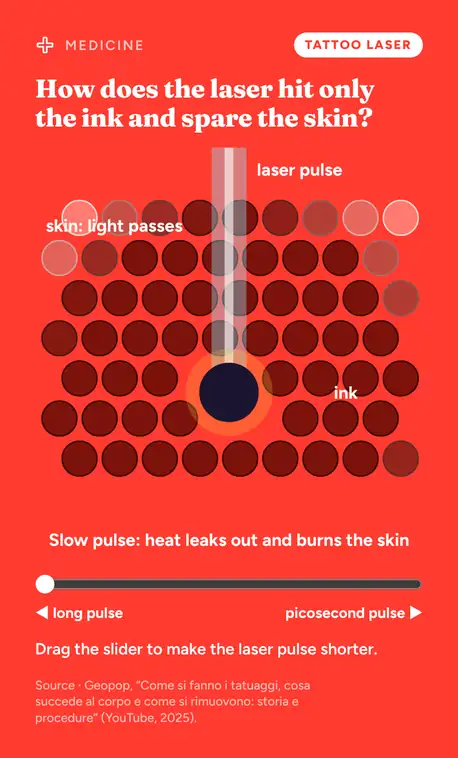 MEDICINE
TATTOO LASER
How does the laser hit only
the ink and spare the skin?
laser pulse
skin: light passes
ink
Slow pulse: heat leaks out and burns the skin
◀ long pulse
picosecond pulse ▶
Drag the slider to make the laser pulse shorter.
Source · Geopop, “Come si fanno i tatuaggi, cosa
succede al corpo e come si rimuovono: storia e
procedure” (YouTube, 2025).